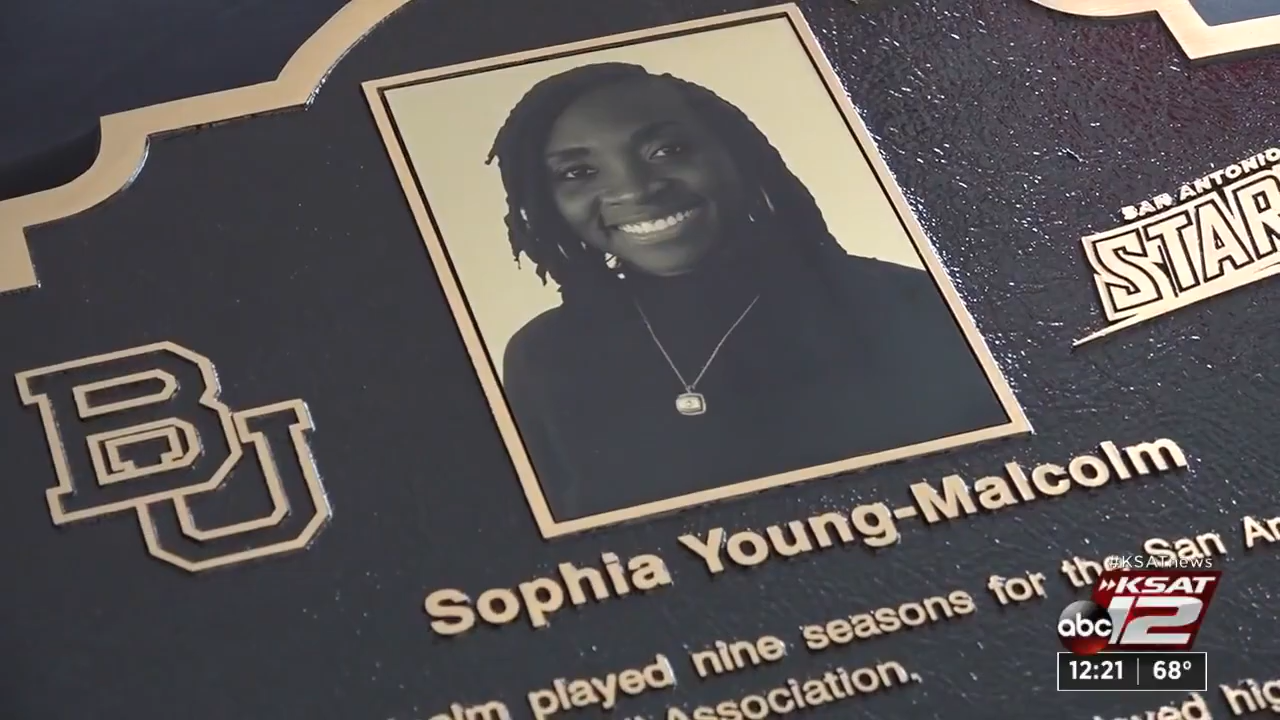 BU
SAN ANTONIO
STAR
Sophia Young-Malcolm
played nine seasons for the San An
Association.
#KSATnews
KSAT
abc 12
12:21 68°